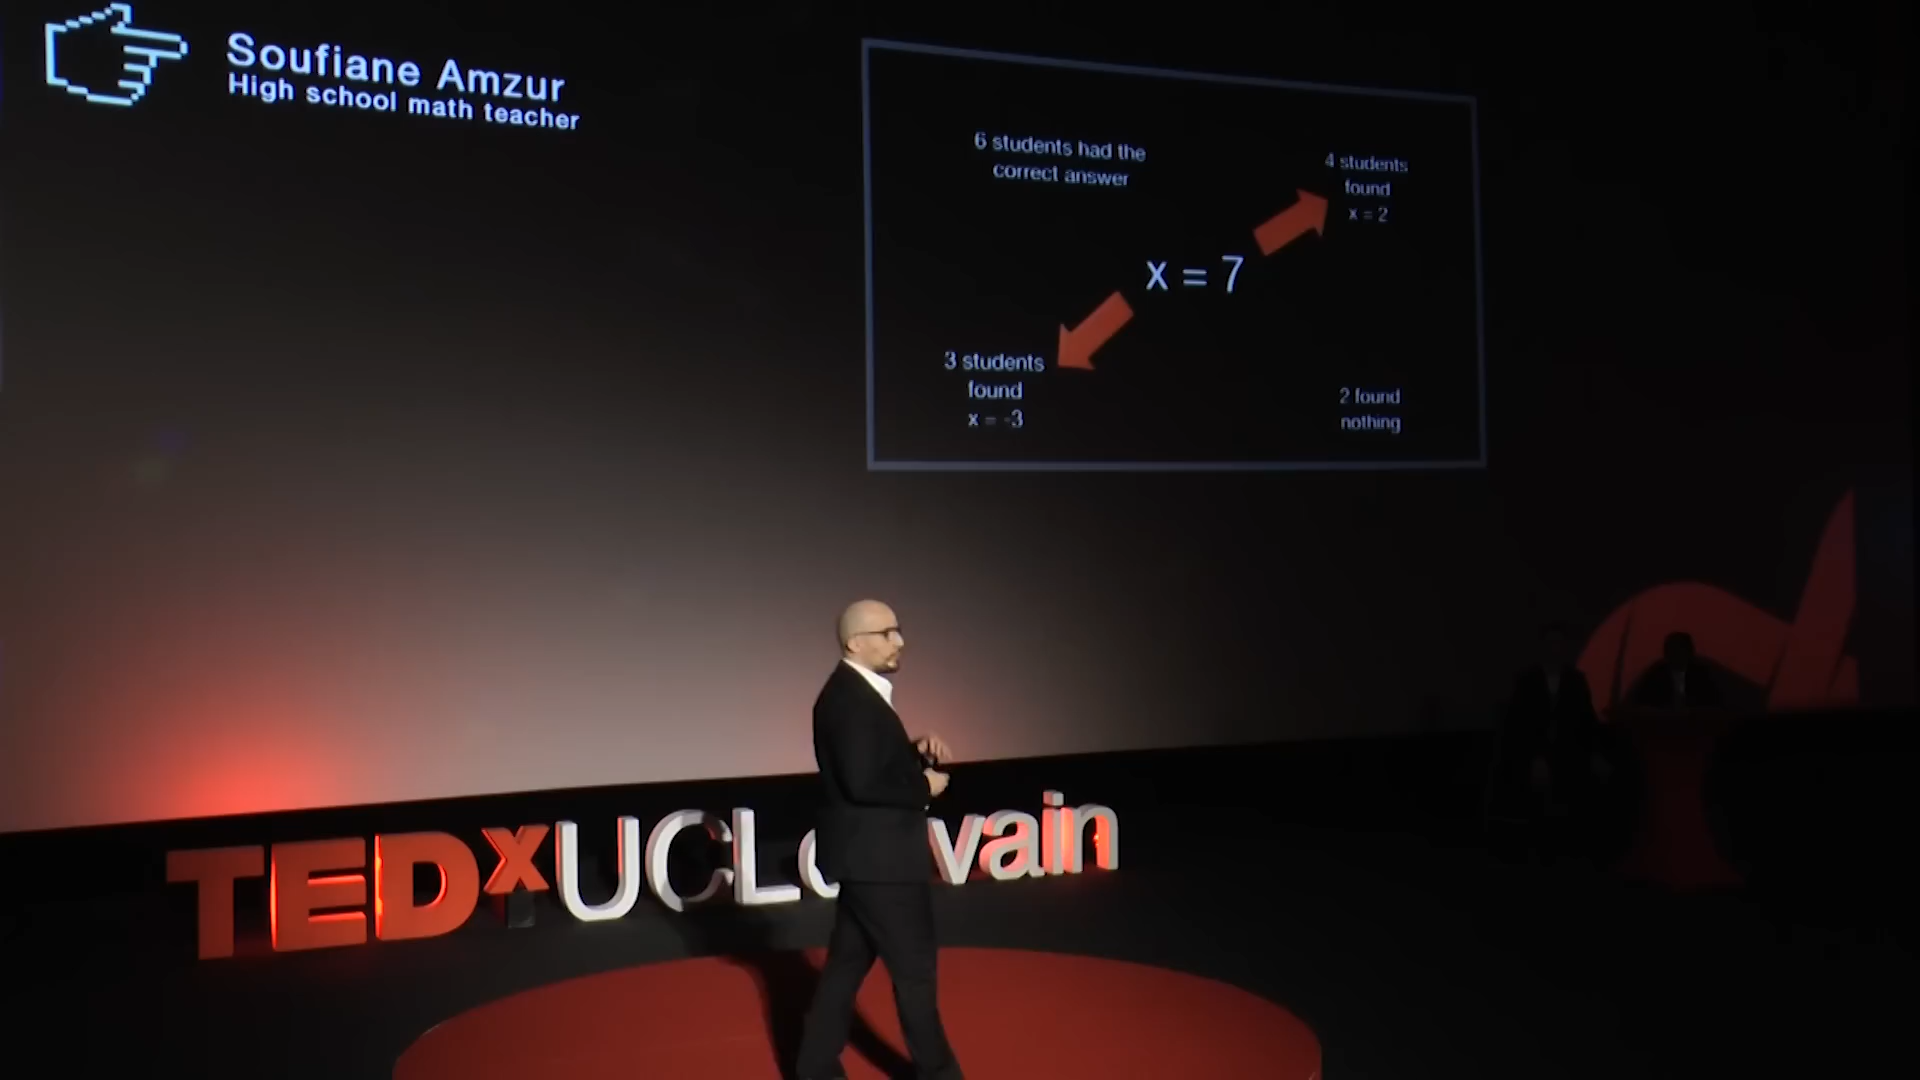 Soufiane Amzur
High school math teacher
6 students had the
correct answer
4 students
found
x = 2
x = 7
3 students
found
x = -3
2 found
nothing
TEDxUCLouvain